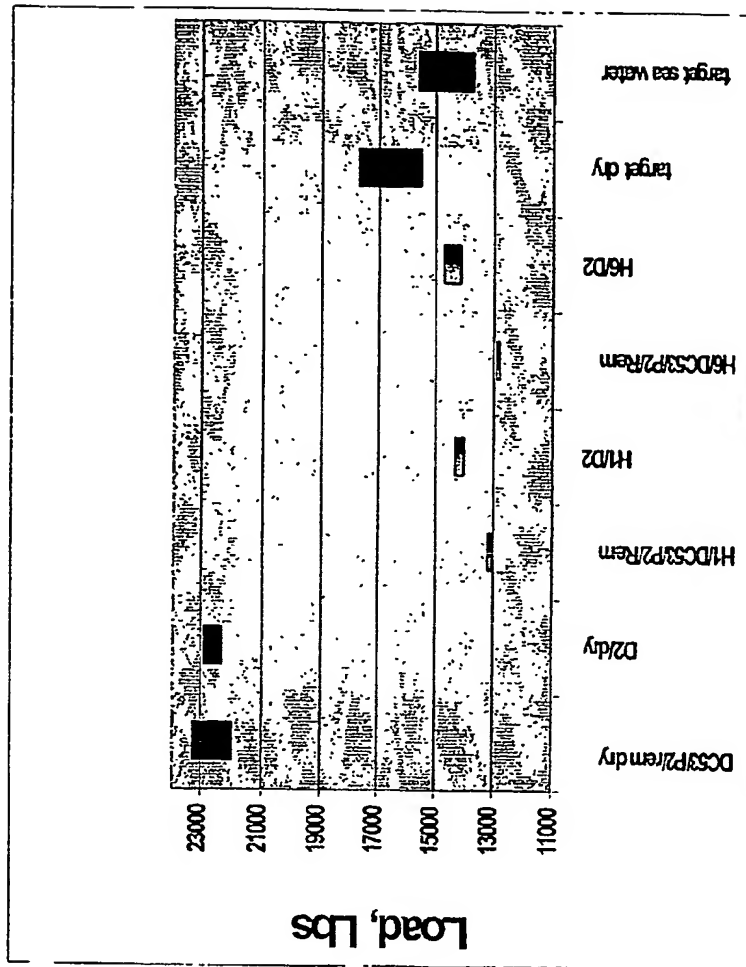 Load, Lbs
23000
21000
19000
17000
15000
13000
11000
DC53/P2/rem dry
D2/dry
H1/DC53/P2/Rem
H1/D2
H6/DC53/P2/Rem
H6/D2
target dry
target sea water